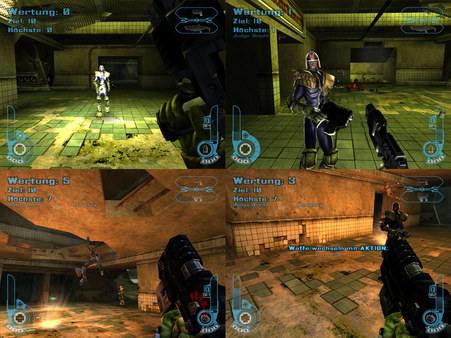 Wertung: 0
Ziel: 10
Höchste: 0
Wertung: 1
Ziel: 10
Höchste: 1
Wertung: 5
Ziel: 10
Höchste: 7
Wertung: 3
Ziel: 10
Höchste: 7
Waffe wechseln mit AKTION: